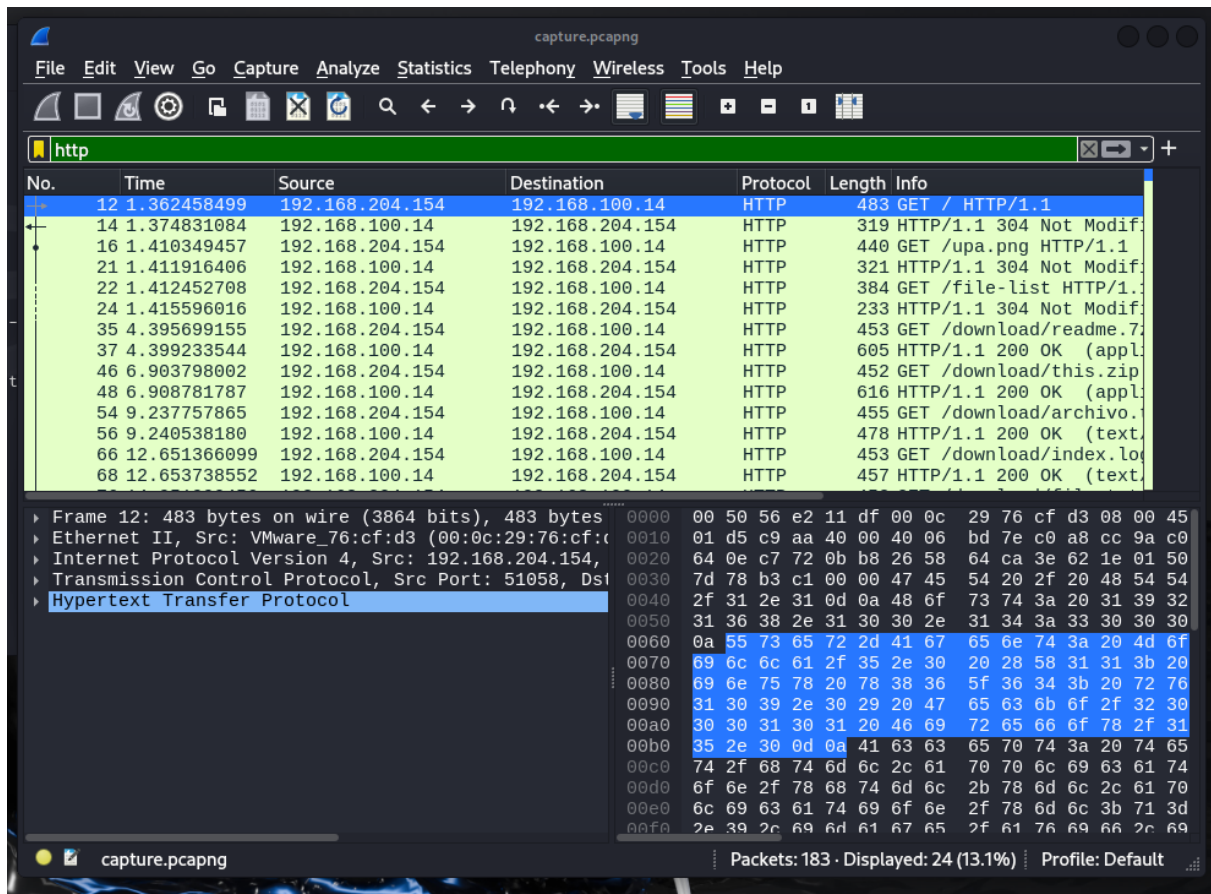 capture.pcapng
File Edit View Go Capture Analyze Statistics Telephony Wireless Tools Help
http
No. Time Source Destination Protocol Length Info
12 1.362458499 192.168.204.154 192.168.100.14 HTTP 483 GET / HTTP/1.1
14 1.374831084 192.168.100.14 192.168.204.154 HTTP 319 HTTP/1.1 304 Not Modif
16 1.410349457 192.168.204.154 192.168.100.14 HTTP 440 GET /upa.png HTTP/1.1
21 1.411916406 192.168.100.14 192.168.204.154 HTTP 321 HTTP/1.1 304 Not Modif
22 1.412452708 192.168.204.154 192.168.100.14 HTTP 384 GET /file-list HTTP/1.
24 1.415596016 192.168.100.14 192.168.204.154 HTTP 233 HTTP/1.1 304 Not Modif
35 4.395699155 192.168.204.154 192.168.100.14 HTTP 453 GET /download/readme.7
37 4.399233544 192.168.100.14 192.168.204.154 HTTP 605 HTTP/1.1 200 OK (appl
46 6.903798002 192.168.204.154 192.168.100.14 HTTP 452 GET /download/this.zip
48 6.908781787 192.168.100.14 192.168.204.154 HTTP 616 HTTP/1.1 200 OK (appl
54 9.237757865 192.168.204.154 192.168.100.14 HTTP 455 GET /download/archivo.
56 9.240538180 192.168.100.14 192.168.204.154 HTTP 478 HTTP/1.1 200 OK (text
66 12.651366099 192.168.204.154 192.168.100.14 HTTP 453 GET /download/index.lo
68 12.653738552 192.168.100.14 192.168.204.154 HTTP 457 HTTP/1.1 200 OK (text
Frame 12: 483 bytes on wire (3864 bits), 483 bytes
Ethernet II, Src: VMware_76:cf:d3 (00:0c:29:76:cf:
Internet Protocol Version 4, Src: 192.168.204.154,
Transmission Control Protocol, Src Port: 51058, Dst
Hypertext Transfer Protocol
0000 00 50 56 e2 11 df 00 0c 29 76 cf d3 08 00 45
0010 01 d5 c9 aa 40 00 40 06 bd 7e c0 a8 cc 9a c0
0020 64 0e c7 72 0b b8 26 58 64 ca 3e 62 1e 01 50
0030 7d 78 b3 c1 00 00 47 45 54 20 2f 20 48 54 54
0040 2f 31 2e 31 0d 0a 48 6f 73 74 3a 20 31 39 32
0050 31 36 38 2e 31 30 30 2e 31 34 3a 33 30 30 30
0060 0a 55 73 65 72 2d 41 67 65 6e 74 3a 20 4d 6f
0070 69 6c 6c 61 2f 35 2e 30 20 28 58 31 31 3b 20
0080 69 6e 75 78 20 78 38 36 5f 36 34 3b 20 72 76
0090 31 30 39 2e 30 29 20 47 65 63 6b 6f 2f 32 30
00a0 30 30 31 30 31 20 46 69 72 65 66 6f 78 2f 31
00b0 35 2e 30 0d 0a 41 63 63 65 70 74 3a 20 74 65
00c0 74 2f 68 74 6d 6c 2c 61 70 70 6c 69 63 61 74
00d0 6f 6e 2f 78 68 74 6d 6c 2b 78 6d 6c 2c 61 70
00e0 6c 69 63 61 74 69 6f 6e 2f 78 6d 6c 3b 71 3d
00f0 2e 39 2c 69 6d 61 67 65 2f 61 76 69 66 2c 69
capture.pcapng Packets: 183 · Displayed: 24 (13.1%) Profile: Default